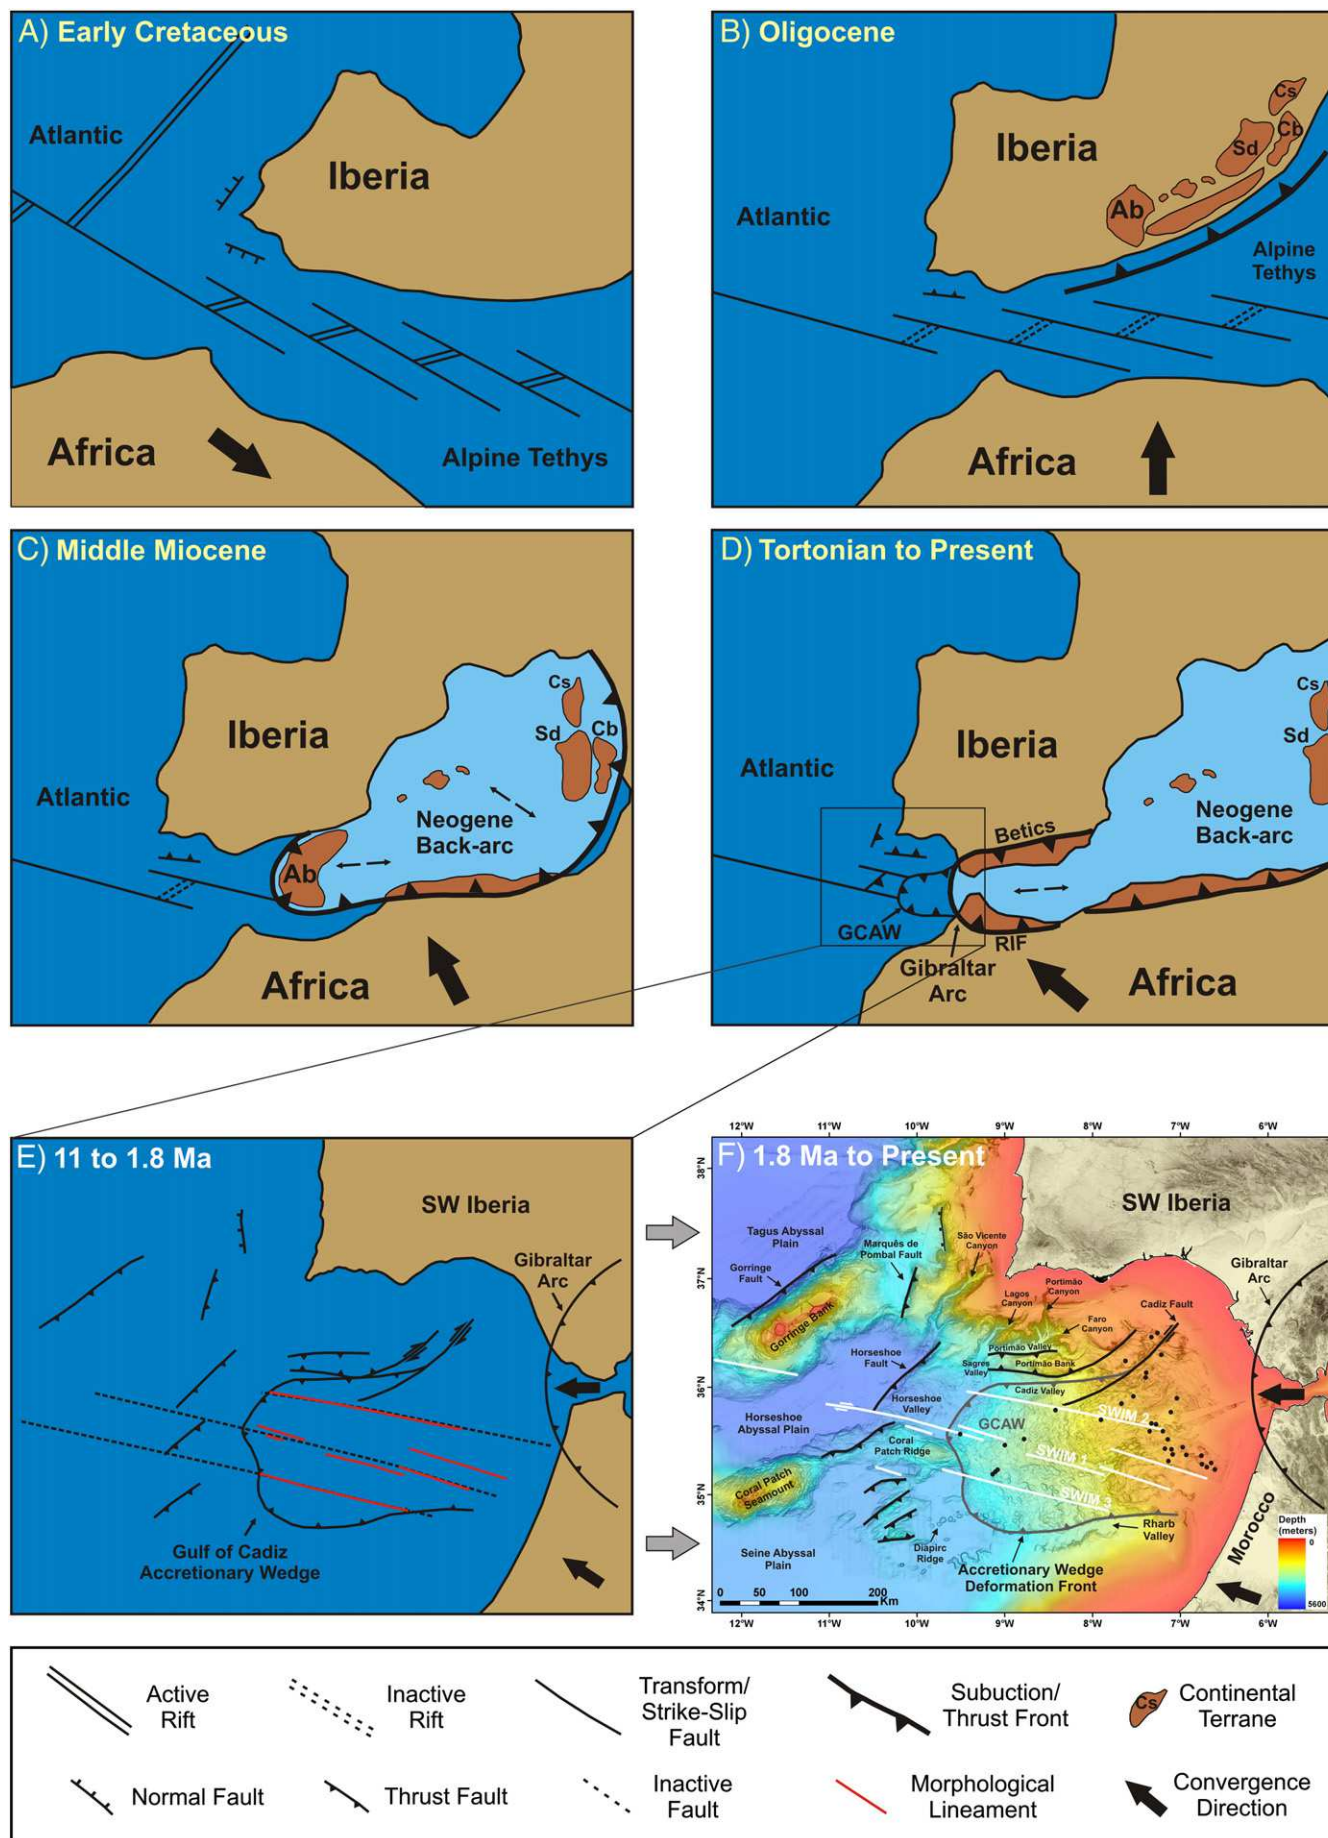 A) Early Cretaceous
Atlantic
Iberia
Africa
Alpine Tethys
B) Oligocene
Cs
Cb
Sd
Iberia
Ab
Atlantic
Alpine
Tethys
Africa
C) Middle Miocene
Cs
Sd
Cb
Iberia
Atlantic
Neogene
Back-arc
Ab
Africa
D) Tortonian to Present
Cs
Sd
Iberia
Atlantic
Neogene
Back-arc
Betics
GCAW
RIF
Gibraltar
Arc
Africa
E) 11 to 1.8 Ma
SW Iberia
Gibraltar
Arc
Gulf of Cadiz
Accretionary Wedge
12°W
11°W
10°W
9°W
8°W
7°W
6°W
F) 1.8 Ma to Present
38°N
37°N
36°N
35°N
34°N
SW Iberia
Tagus Abyssal
Plain
Marquês de
Pombal Fault
São Vicente
Canyon
Gorringe
Fault
Gorringe Bank
Lagos
Canyon
Portimão
Canyon
Cadiz Fault
Gibraltar
Arc
Faro
Canyon
Horseshoe
Fault
Portimão Valley
Sagres
Valley
Portimão Bank
Cadiz Valley
Horseshoe
Valley
GCAW
SWIM 2
Horseshoe
Abyssal Plain
Coral
Patch Ridge
SWIM 1
Coral Patch
Seamount
SWIM 3
Rharb
Valley
Diapirc
Ridge
Seine Abyssal
Plain
Accretionary Wedge
Deformation Front
Morocco
Depth
(meters)
0
5600
0 50 100 200
Km
12°W
11°W
10°W
9°W
8°W
7°W
6°W
Active
Rift
Inactive
Rift
Transform/
Strike-Slip
Fault
Subuction/
Thrust Front
Cs
Continental
Terrane
Normal Fault
Thrust Fault
Inactive
Fault
Morphological
Lineament
Convergence
Direction